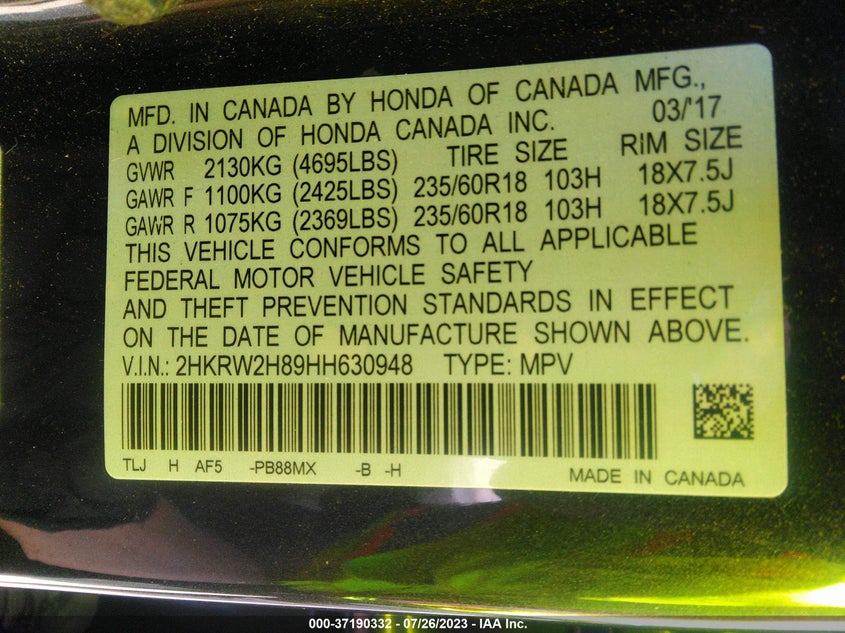 MFD. IN CANADA BY HONDA OF CANADA MFG.,
A DIVISION OF HONDA CANADA INC. 03/'17
GVWR 2130KG (4695LBS) TIRE SIZE RIM SIZE
GAWR F 1100KG (2425LBS) 235/60R18 103H 18X7.5J
GAWR R 1075KG (2369LBS) 235/60R18 103H 18X7.5J
THIS VEHICLE CONFORMS TO ALL APPLICABLE
FEDERAL MOTOR VEHICLE SAFETY
AND THEFT PREVENTION STANDARDS IN EFFECT
ON THE DATE OF MANUFACTURE SHOWN ABOVE.
V.I.N.: 2HKRW2H89HH630948 TYPE: MPV
TLJ H AF5 -PB88MX -B -H MADE IN CANADA
000-37190332 - 07/26/2023 - IAA Inc.